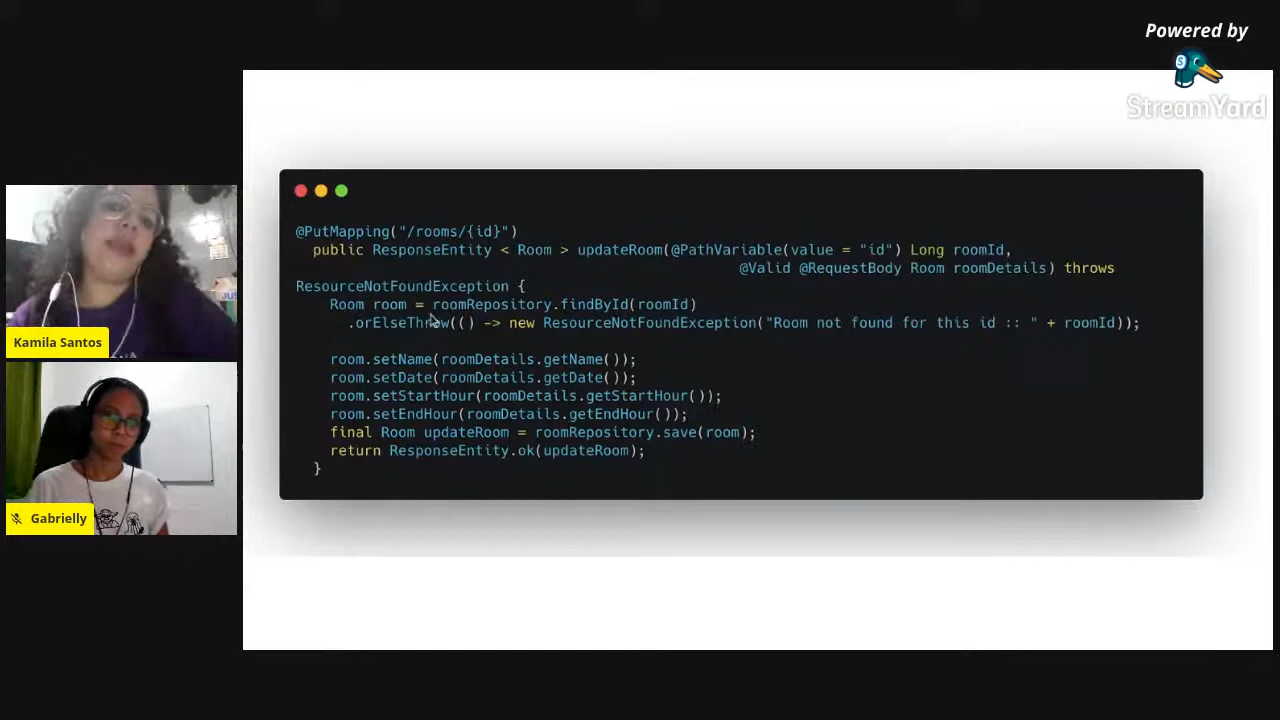 Powered by
StreamYard
@PutMapping("/rooms/{id}")
public ResponseEntity < Room > updateRoom(@PathVariable(value = "id") Long roomId,
@Valid @RequestBody Room roomDetails) throws
ResourceNotFoundException {
Room room = roomRepository.findById(roomId)
.orElseThrow(() -> new ResourceNotFoundException("Room not found for this id :: " + roomId));
room.setName(roomDetails.getName());
room.setDate(roomDetails.getDate());
room.setStartHour(roomDetails.getStartHour());
room.setEndHour(roomDetails.getEndHour());
final Room updateRoom = roomRepository.save(room);
return ResponseEntity.ok(updateRoom);
}
Kamila Santos
Gabrielly